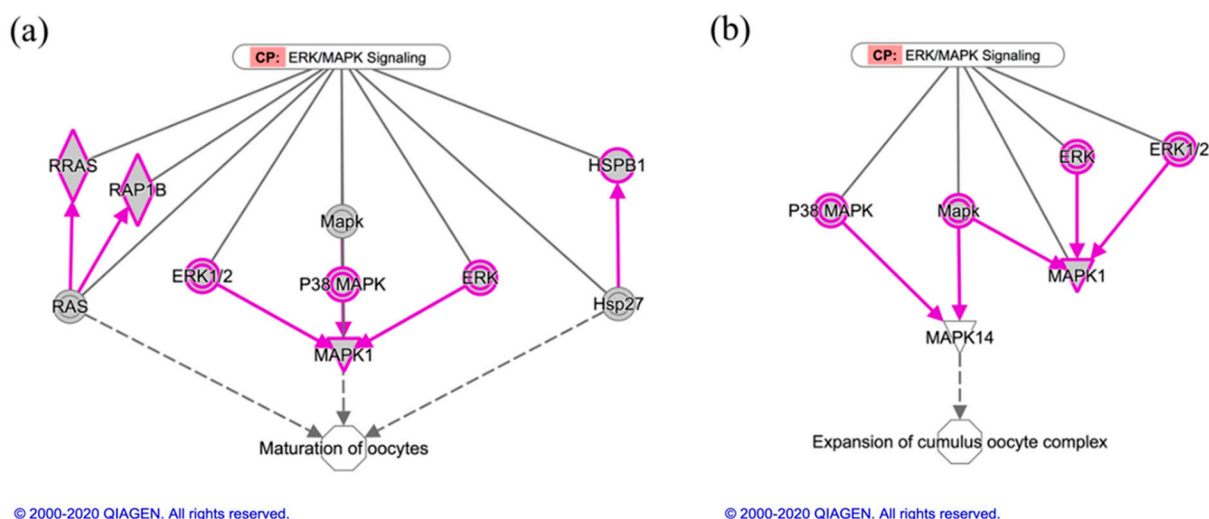 (a)
CP: ERK/MAPK Signaling
RRAS
RAP1B
HSPB1
Mapk
ERK1/2
P38 MAPK
ERK
RAS
Hsp27
MAPK1
Maturation of oocytes
© 2000-2020 QIAGEN. All rights reserved.
(b)
CP: ERK/MAPK Signaling
ERK
ERK1/2
P38 MAPK
Mapk
MAPK1
MAPK14
Expansion of cumulus oocyte complex
© 2000-2020 QIAGEN. All rights reserved.